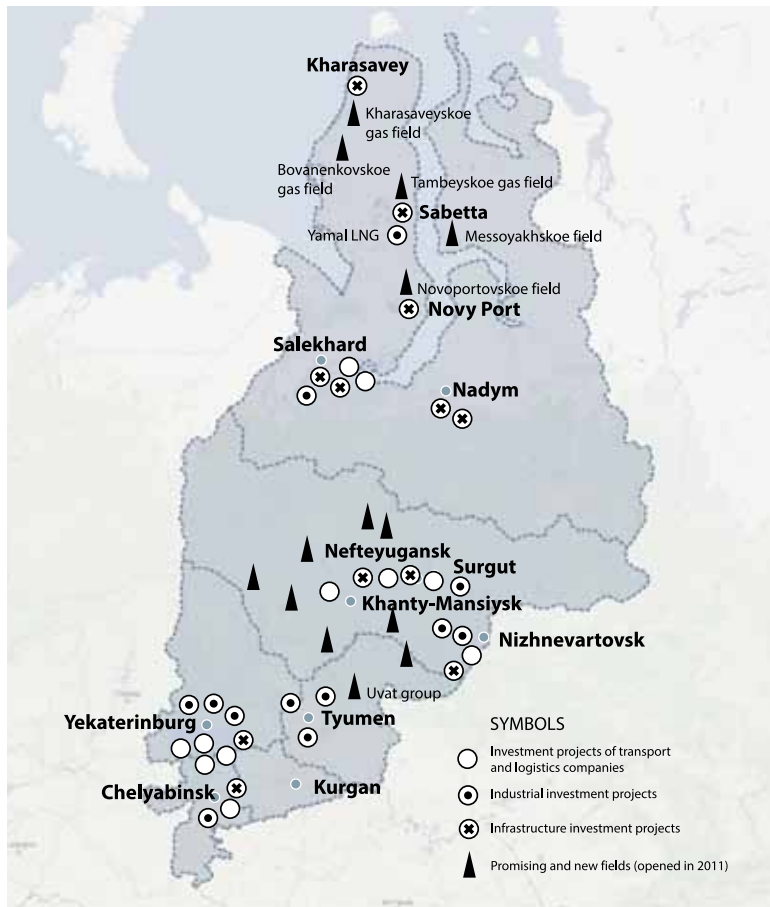 Kharasavey
Kharasaveyskoe
gas field
Bovanenkovskoe
gas field
Tambeyskoe gas field
Sabetta
Yamal LNG
Messoyakhskoe field
Novoportovskoe field
Novy Port
Salekhard
Nadym
Nefteyugansk
Surgut
Khanty-Mansiysk
Nizhnevartovsk
Uvat group
Yekaterinburg
Tyumen
Chelyabinsk
Kurgan
SYMBOLS
Investment projects of transport
and logistics companies
Industrial investment projects
Infrastructure investment projects
Promising and new fields (opened in 2011)